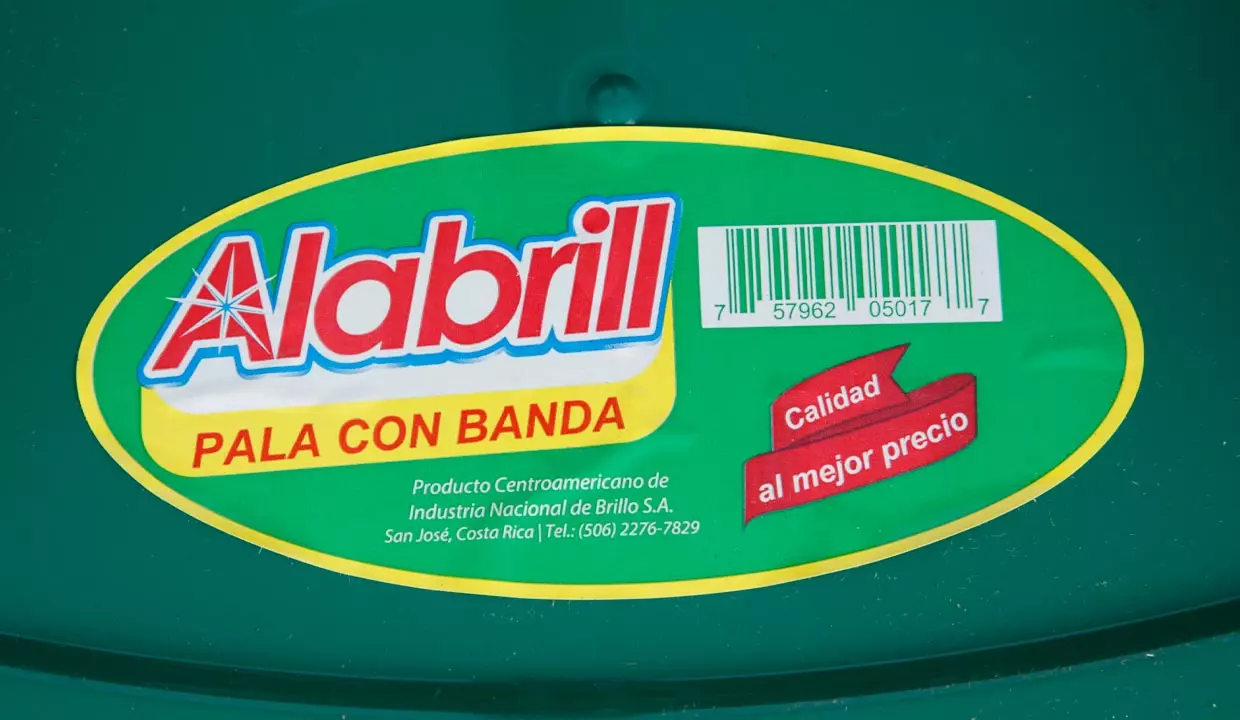 Alabrill
PALA CON BANDA
Producto Centroamericano de
Industria Nacional de Brillo S.A.
San José, Costa Rica | Tel.: (506) 2276-7829
7 57962 05017 7
Calidad
al mejor precio